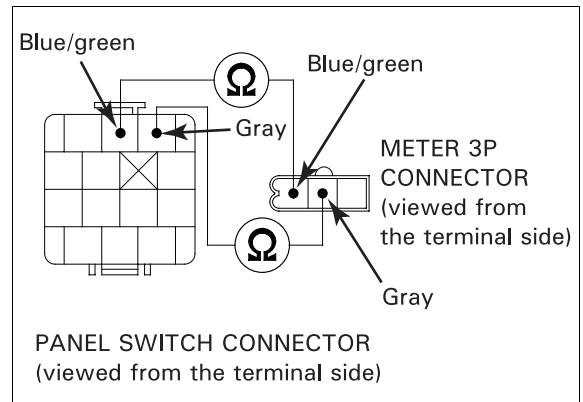 Blue/green
Ω
Blue/green
Gray
METER 3P
CONNECTOR
(viewed from
the terminal side)
Ω
Gray
PANEL SWITCH CONNECTOR
(viewed from the terminal side)